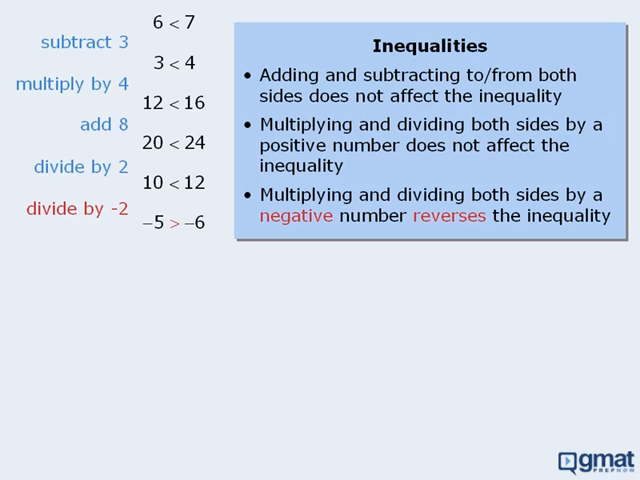 6 < 7
subtract 3
3 < 4
multiply by 4
12 < 16
add 8
20 < 24
divide by 2
10 < 12
divide by -2
−5 > −6
Inequalities
• Adding and subtracting to/from both
sides does not affect the inequality
• Multiplying and dividing both sides by a
positive number does not affect the
inequality
• Multiplying and dividing both sides by a
negative number reverses the inequality
gmat
PREPNOW